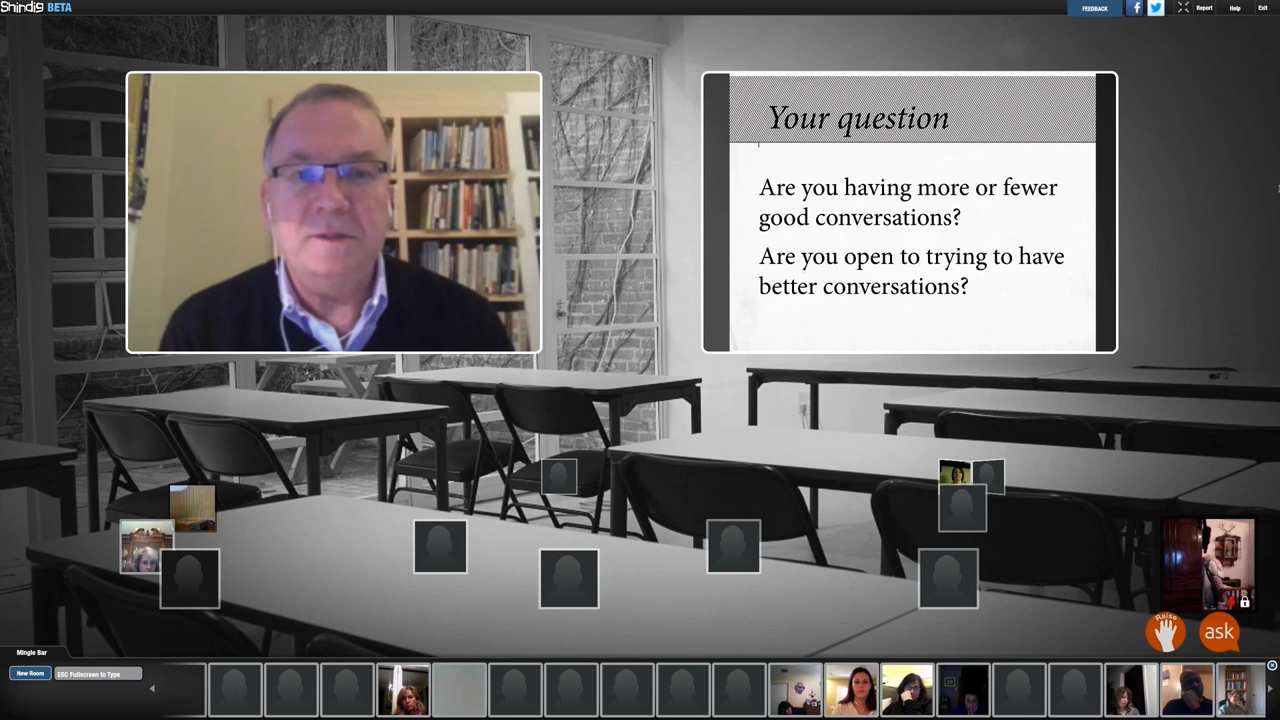 Shindig BETA
FEEDBACK
Report
Help
Exit
Your question
Are you having more or fewer
good conversations?
Are you open to trying to have
better conversations?
Raise
ask
Mingle Bar
New Room
ESC Fullscreen to Type